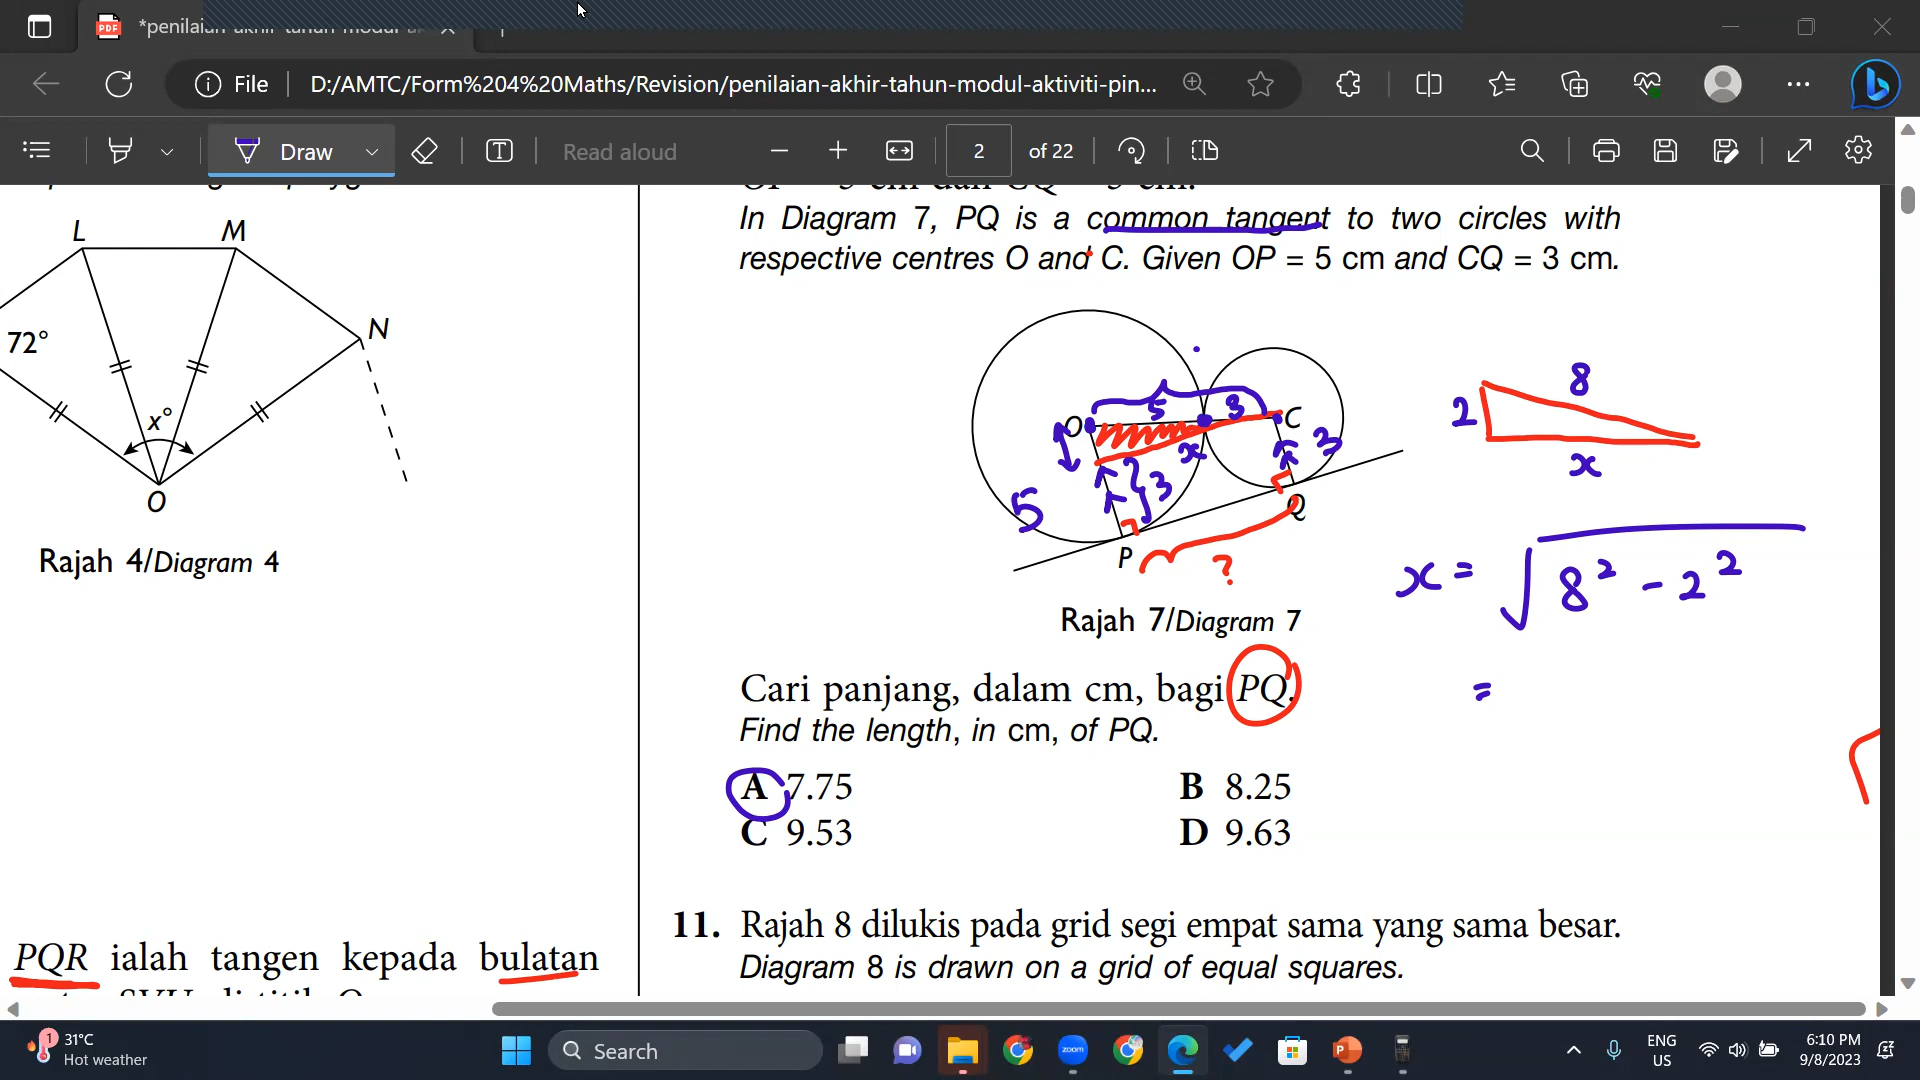 *penilaian-akhir-tahun-modul-a
File D:/AMTC/Form%204%20Maths/Revision/penilaian-akhir-tahun-modul-aktiviti-pin...
Draw T Read aloud 2 of 22
In Diagram 7, PQ is a common tangent to two circles with
respective centres O and C. Given OP = 5 cm and CQ = 3 cm.
L M
N
72°
x°
O
Rajah 4/Diagram 4
O 5 3 C
x 3
5 3
P Q
?
8
2
x
x = √8² - 2²
=
Rajah 7/Diagram 7
Cari panjang, dalam cm, bagi PQ.
Find the length, in cm, of PQ.
A 7.75 B 8.25
C 9.53 D 9.63
PQR ialah tangen kepada bulatan
11. Rajah 8 dilukis pada grid segi empat sama yang sama besar.
Diagram 8 is drawn on a grid of equal squares.
1 31°C
Hot weather
Search
zoom
ENG
US
6:10 PM
9/8/2023